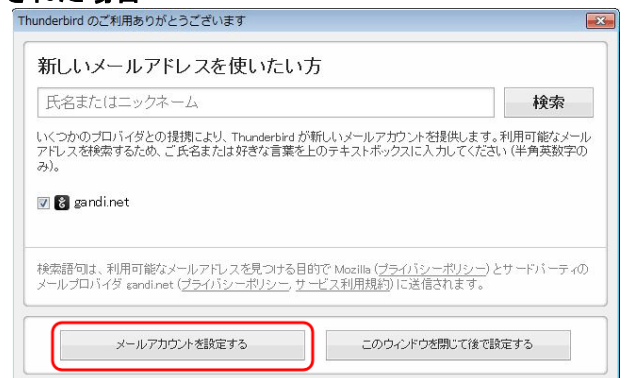 Thunderbird のご利用ありがとうございます
新しいメールアドレスを使いたい方
氏名またはニックネーム
検索
いくつかのプロバイダとの提携により、Thunderbird が新しいメールアカウントを提供します。利用可能なメール
アドレスを検索するため、ご氏名または好きな言葉を上のテキストボックスに入力してください (半角英数字の
み)。
gandi.net
検索語句は、利用可能なメールアドレスを見つける目的で Mozilla (プライバシーポリシー) とサードパーティの
メールプロバイダ gandi.net (プライバシーポリシー, サービス利用規約) に送信されます。
メールアカウントを設定する
このウィンドウを閉じて後で設定する